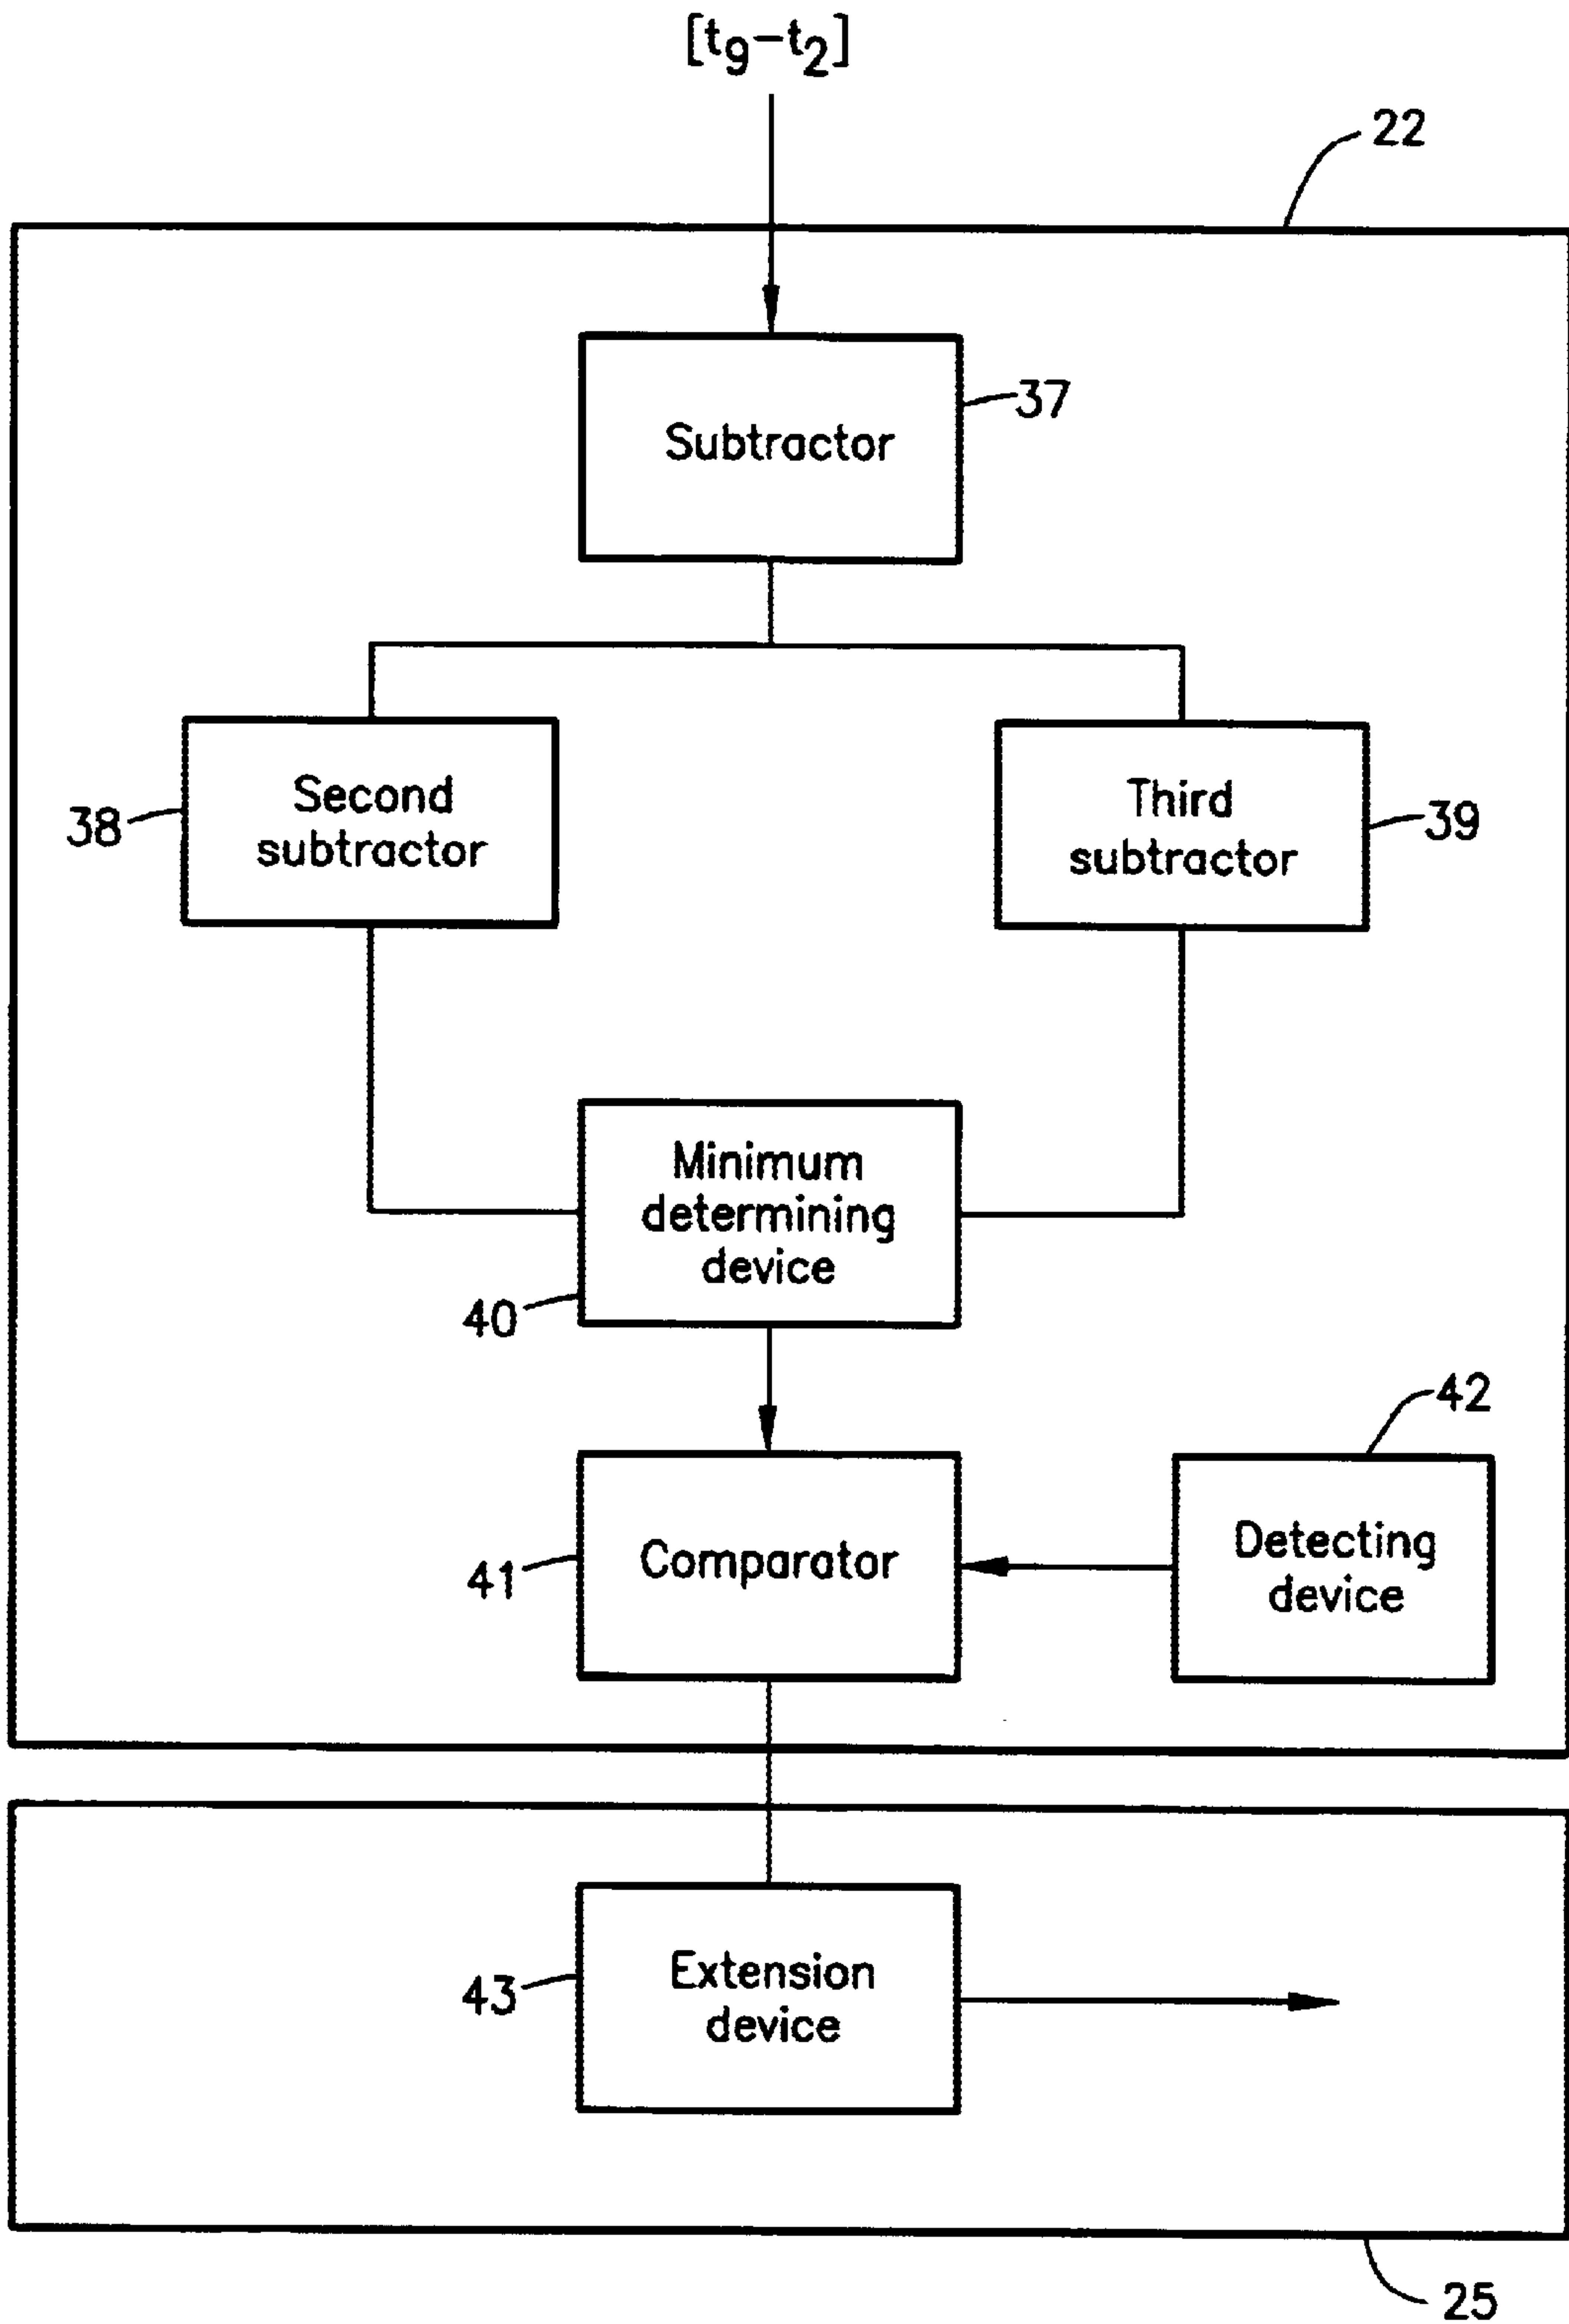 [t9-t2]
22
Subtractor
37
Second
subtractor
38
Third
subtractor
39
Minimum
determining
device
40
42
Comparator
41
Detecting
device
Extension
device
43
25